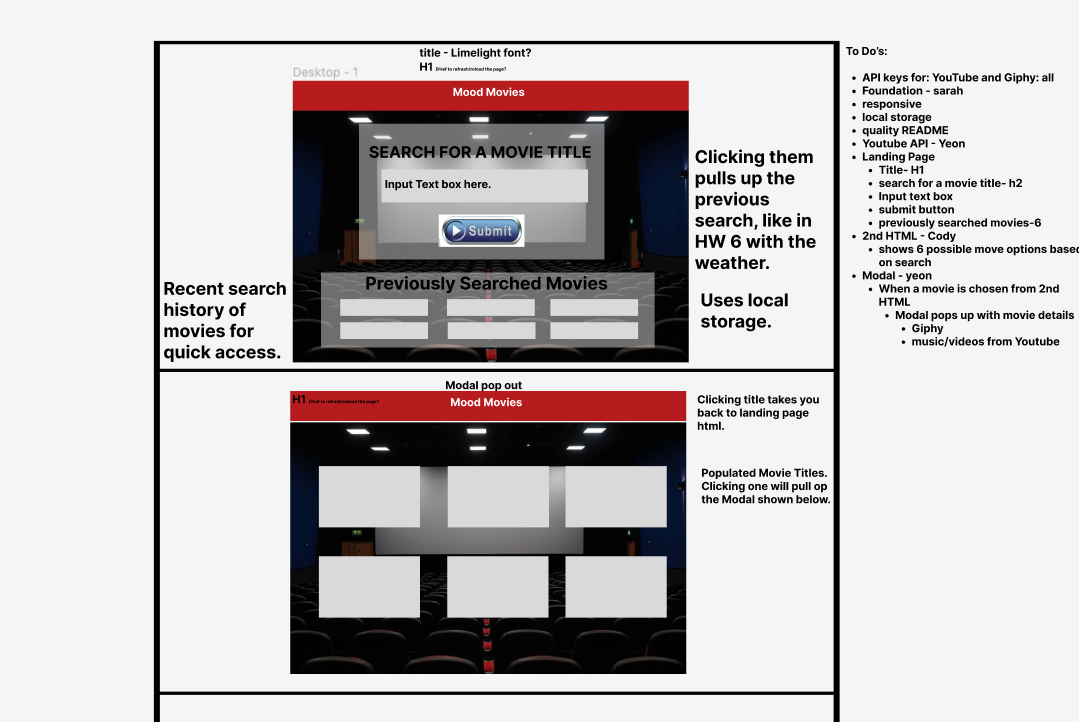 title - Limelight font?
H1 (Href to refresh/reload the page?
Desktop - 1
Mood Movies
SEARCH FOR A MOVIE TITLE
Input Text box here.
Submit
Previously Searched Movies
Recent search
history of
movies for
quick access.
Clicking them
pulls up the
previous
search, like in
HW 6 with the
weather.
Uses local
storage.
Modal pop out
H1 (Href to refresh/reload the page?
Mood Movies
Clicking title takes you
back to landing page
html.
Populated Movie Titles.
Clicking one will pull op
the Modal shown below.
To Do's:
• API keys for: YouTube and Giphy: all
• Foundation - sarah
• responsive
• local storage
• quality README
• Youtube API - Yeon
• Landing Page
• Title- H1
• search for a movie title- h2
• Input text box
• submit button
• previously searched movies-6
• 2nd HTML - Cody
• shows 6 possible move options based
on search
• Modal - yeon
• When a movie is chosen from 2nd
HTML
• Modal pops up with movie details
• Giphy
• music/videos from Youtube